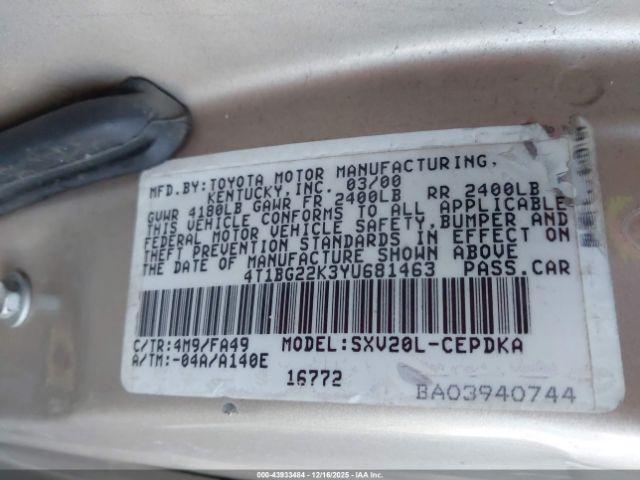 MFD.BY:TOYOTA MOTOR MANUFACTURING,
KENTUCKY,INC. 03/00
GVWR 4180LB GAWR FR 2400LB RR 2400LB
THIS VEHICLE CONFORMS TO ALL APPLICABLE
FEDERAL MOTOR VEHICLE SAFETY,BUMPER AND
THEFT PREVENTION STANDARDS IN EFFECT ON
THE DATE OF MANUFACTURE SHOWN ABOVE
4T1BG22K3YU681463 PASS.CAR
C/TR:4M9/FA49 MODEL:SXV20L-CEPDKA
A/TM:-04A/A140E
16772
BA03940744
000-43933484 - 12/16/2025 - IAA Inc.